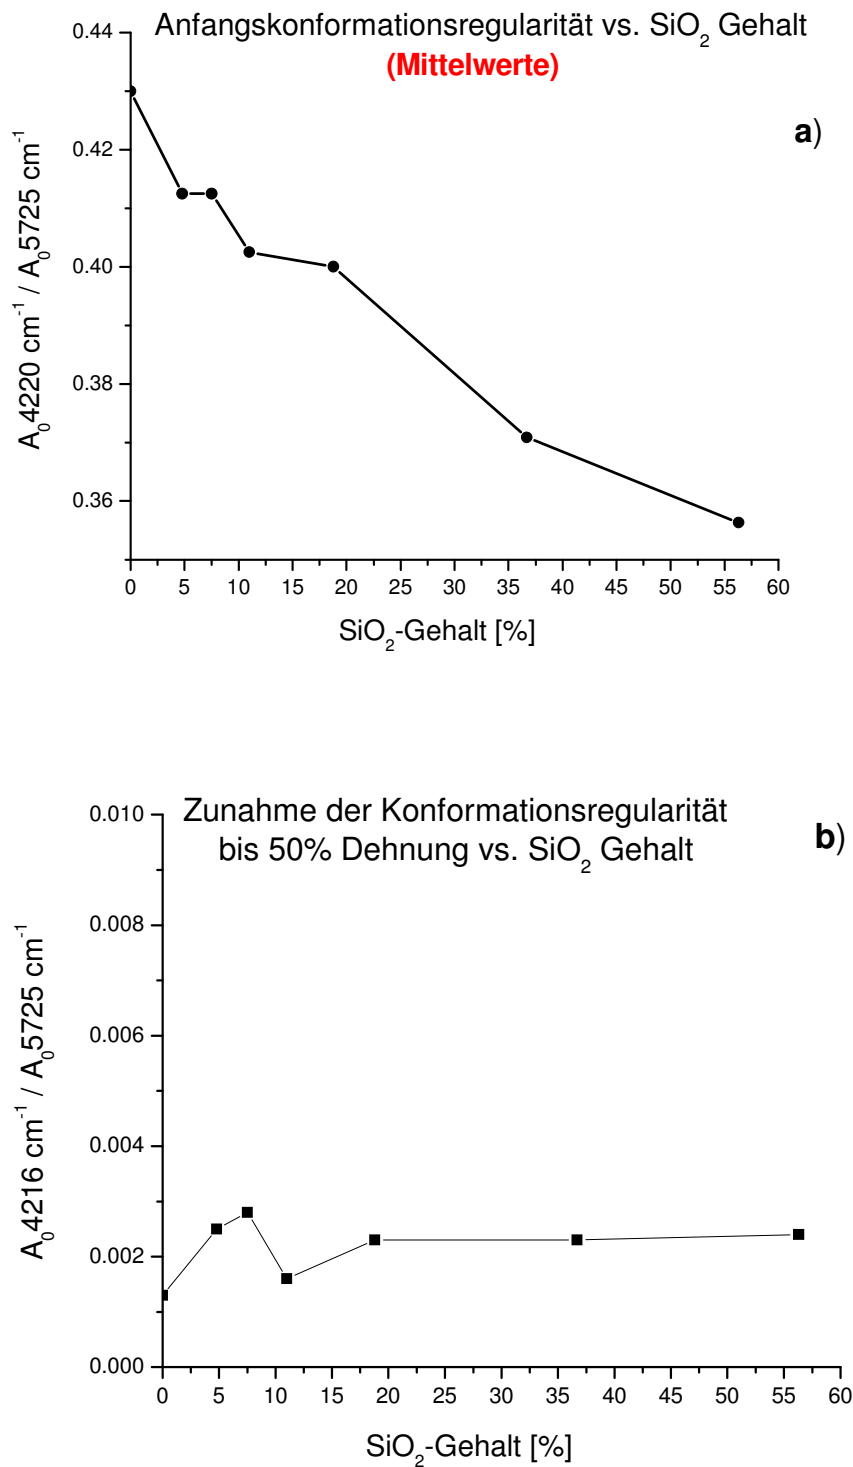 Anfangskonformationsregularität vs. SiO2 Gehalt
(Mittelwerte)
a)
0.44
0.42
0.40
0.38
0.36
A04220 cm-1 / A05725 cm-1
0 5 10 15 20 25 30 35 40 45 50 55 60
SiO2-Gehalt [%]
Zunahme der Konformationsregularität
bis 50% Dehnung vs. SiO2 Gehalt
b)
0.010
0.008
0.006
0.004
0.002
0.000
A04216 cm-1 / A05725 cm-1
0 5 10 15 20 25 30 35 40 45 50 55 60
SiO2-Gehalt [%]